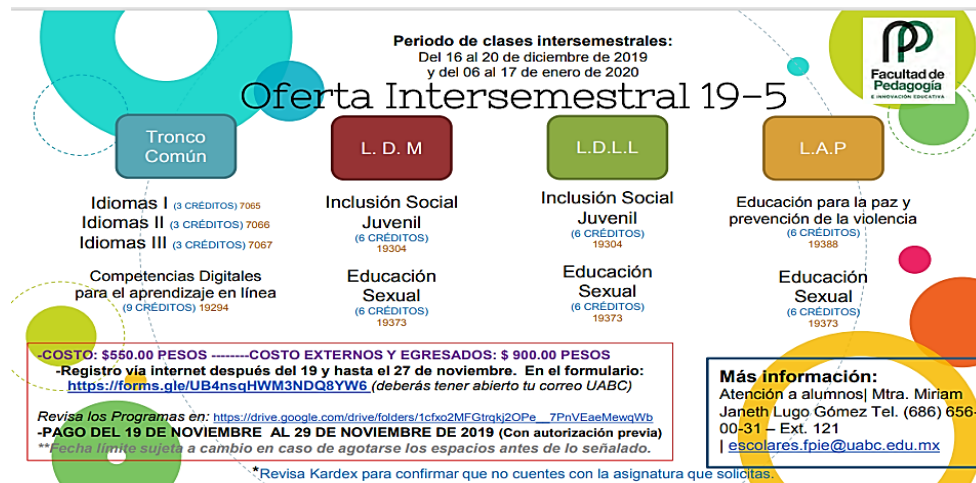 Periodo de clases intersemestrales:
Del 16 al 20 de diciembre de 2019
y del 06 al 17 de enero de 2020
Facultad de
Pedagogía
E INNOVACIÓN EDUCATIVA
Oferta Intersemestral 19-5
Tronco
Común
Idiomas I (3 CRÉDITOS) 7065
Idiomas II (3 CRÉDITOS) 7066
Idiomas III (3 CRÉDITOS) 7067
Competencias Digitales
para el aprendizaje en línea
(9 CRÉDITOS) 19294
L. D. M
Inclusión Social
Juvenil
(6 CRÉDITOS)
19304
Educación
Sexual
(6 CRÉDITOS)
19373
L.D.L.L
Inclusión Social
Juvenil
(6 CRÉDITOS)
19304
Educación
Sexual
(6 CRÉDITOS)
19373
L.A.P
Educación para la paz y
prevención de la violencia
(6 CRÉDITOS)
19388
Educación
Sexual
(6 CRÉDITOS)
19373
-COSTO: $550.00 PESOS -------COSTO EXTERNOS Y EGRESADOS: $ 900.00 PESOS
-Registro vía internet después del 19 y hasta el 27 de noviembre. En el formulario:
https://forms.gle/UB4nsqHWM3NDQ8YW6 (deberás tener abierto tu correo UABC)
Revisa los Programas en: https://drive.google.com/drive/folders/1cfxo2MFGtrqkj2OPe__7PnVEaeMewqWb
-PAGO DEL 19 DE NOVIEMBRE AL 29 DE NOVIEMBRE DE 2019 (Con autorización previa)
**Fecha límite sujeta a cambio en caso de agotarse los espacios antes de lo señalado.
*Revisa Kardex para confirmar que no cuentes con la asignatura que solicitas.
Más información:
Atención a alumnos| Mtra. Miriam
Janeth Lugo Gómez Tel. (686) 656-
00-31 – Ext. 121
| escolares.fpie@uabc.edu.mx